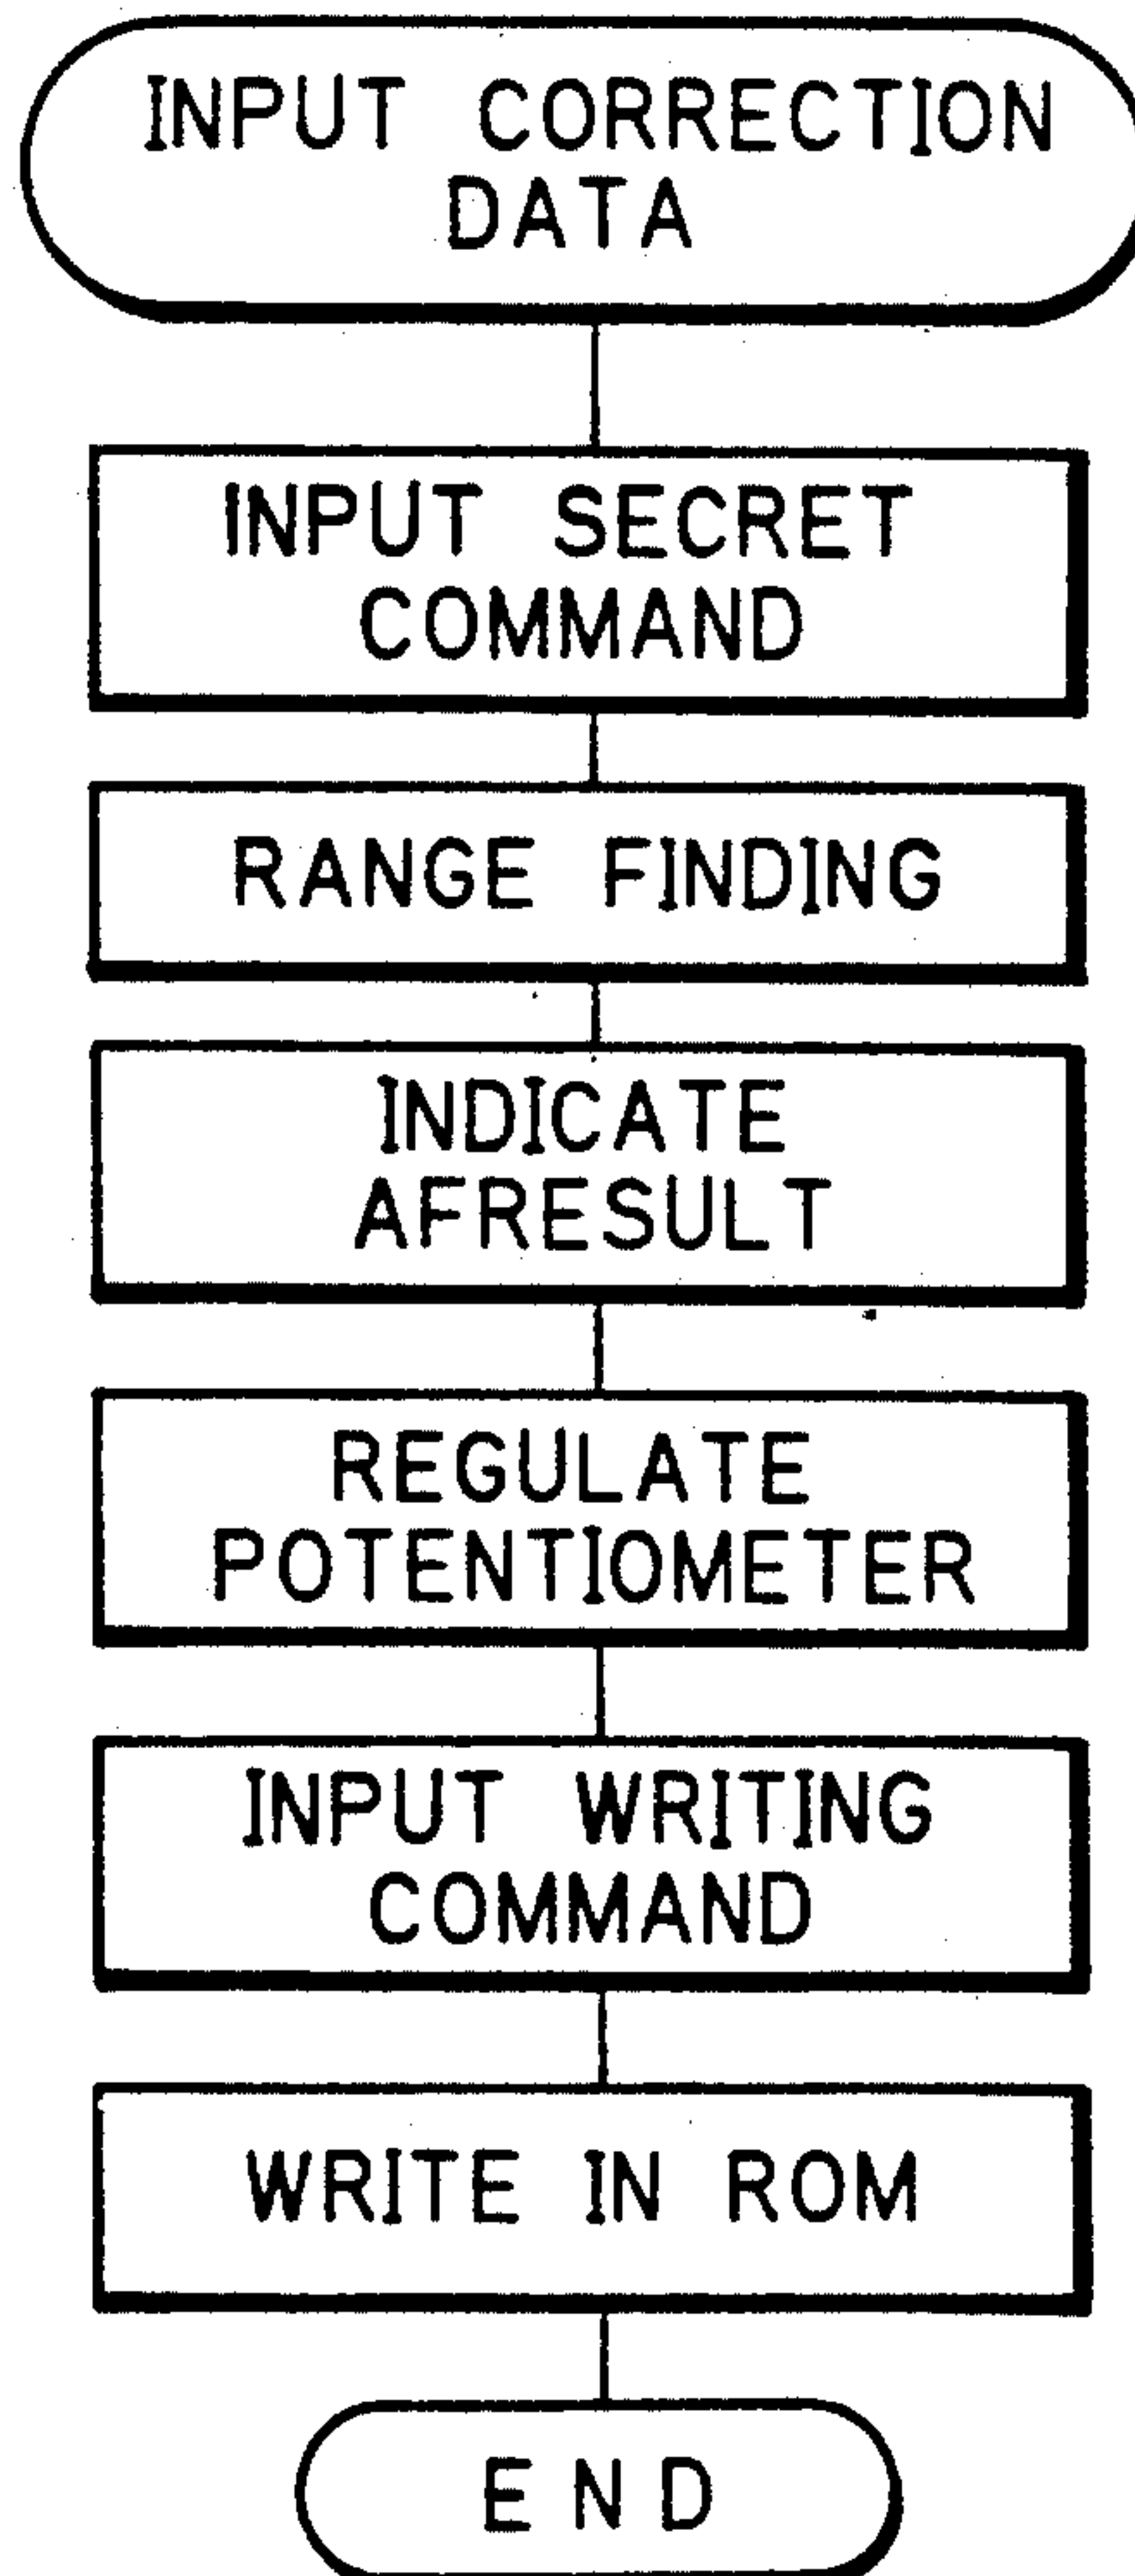 INPUT CORRECTION
DATA
INPUT SECRET
COMMAND
RANGE FINDING
INDICATE
AFRESULT
REGULATE
POTENTIOMETER
INPUT WRITING
COMMAND
WRITE IN ROM
END